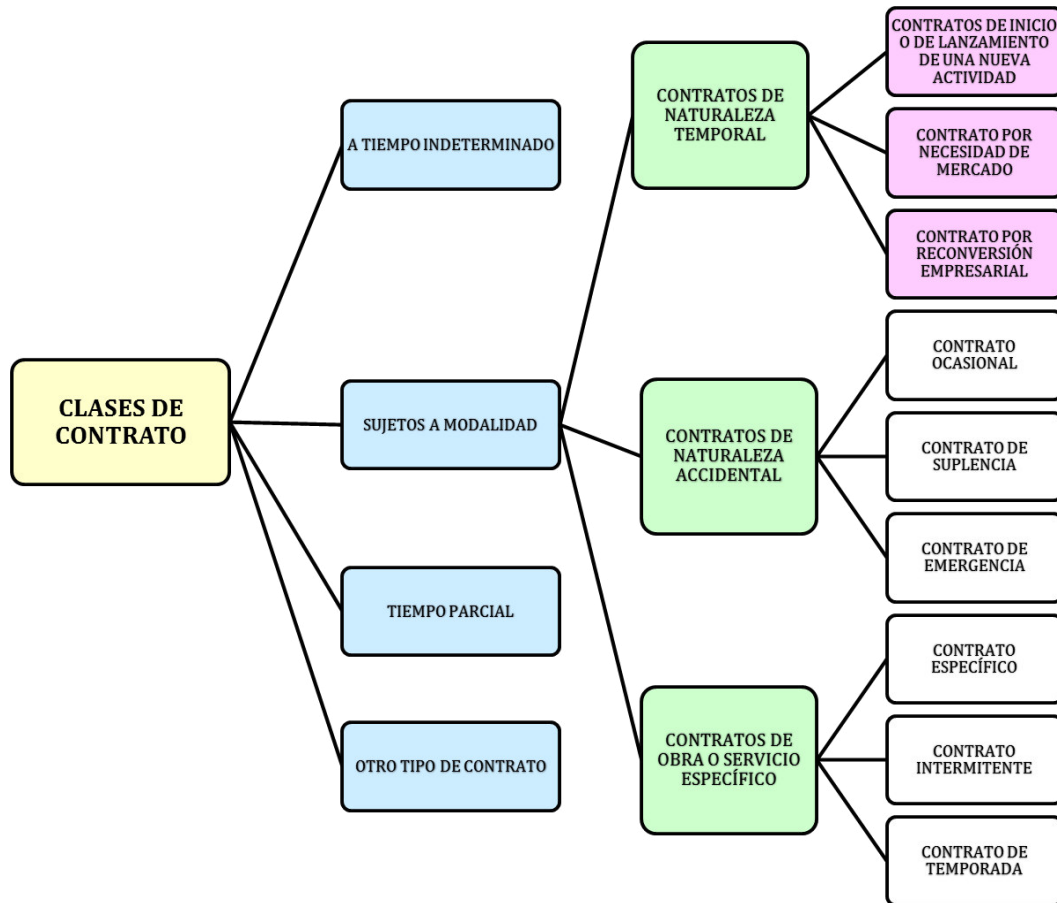 CLASES DE
CONTRATO
A TIEMPO INDETERMINADO
SUJETOS A MODALIDAD
TIEMPO PARCIAL
OTRO TIPO DE CONTRATO
CONTRATOS DE
NATURALEZA
TEMPORAL
CONTRATOS DE
NATURALEZA
ACCIDENTAL
CONTRATOS DE
OBRA O SERVICIO
ESPECÍFICO
CONTRATOS DE INICIO
O DE LANZAMIENTO
DE UNA NUEVA
ACTIVIDAD
CONTRATO POR
NECESIDAD DE
MERCADO
CONTRATO POR
RECONVERSIÓN
EMPRESARIAL
CONTRATO
OCASIONAL
CONTRATO DE
SUPLENCIA
CONTRATO DE
EMERGENCIA
CONTRATO
ESPECÍFICO
CONTRATO
INTERMITENTE
CONTRATO DE
TEMPORADA